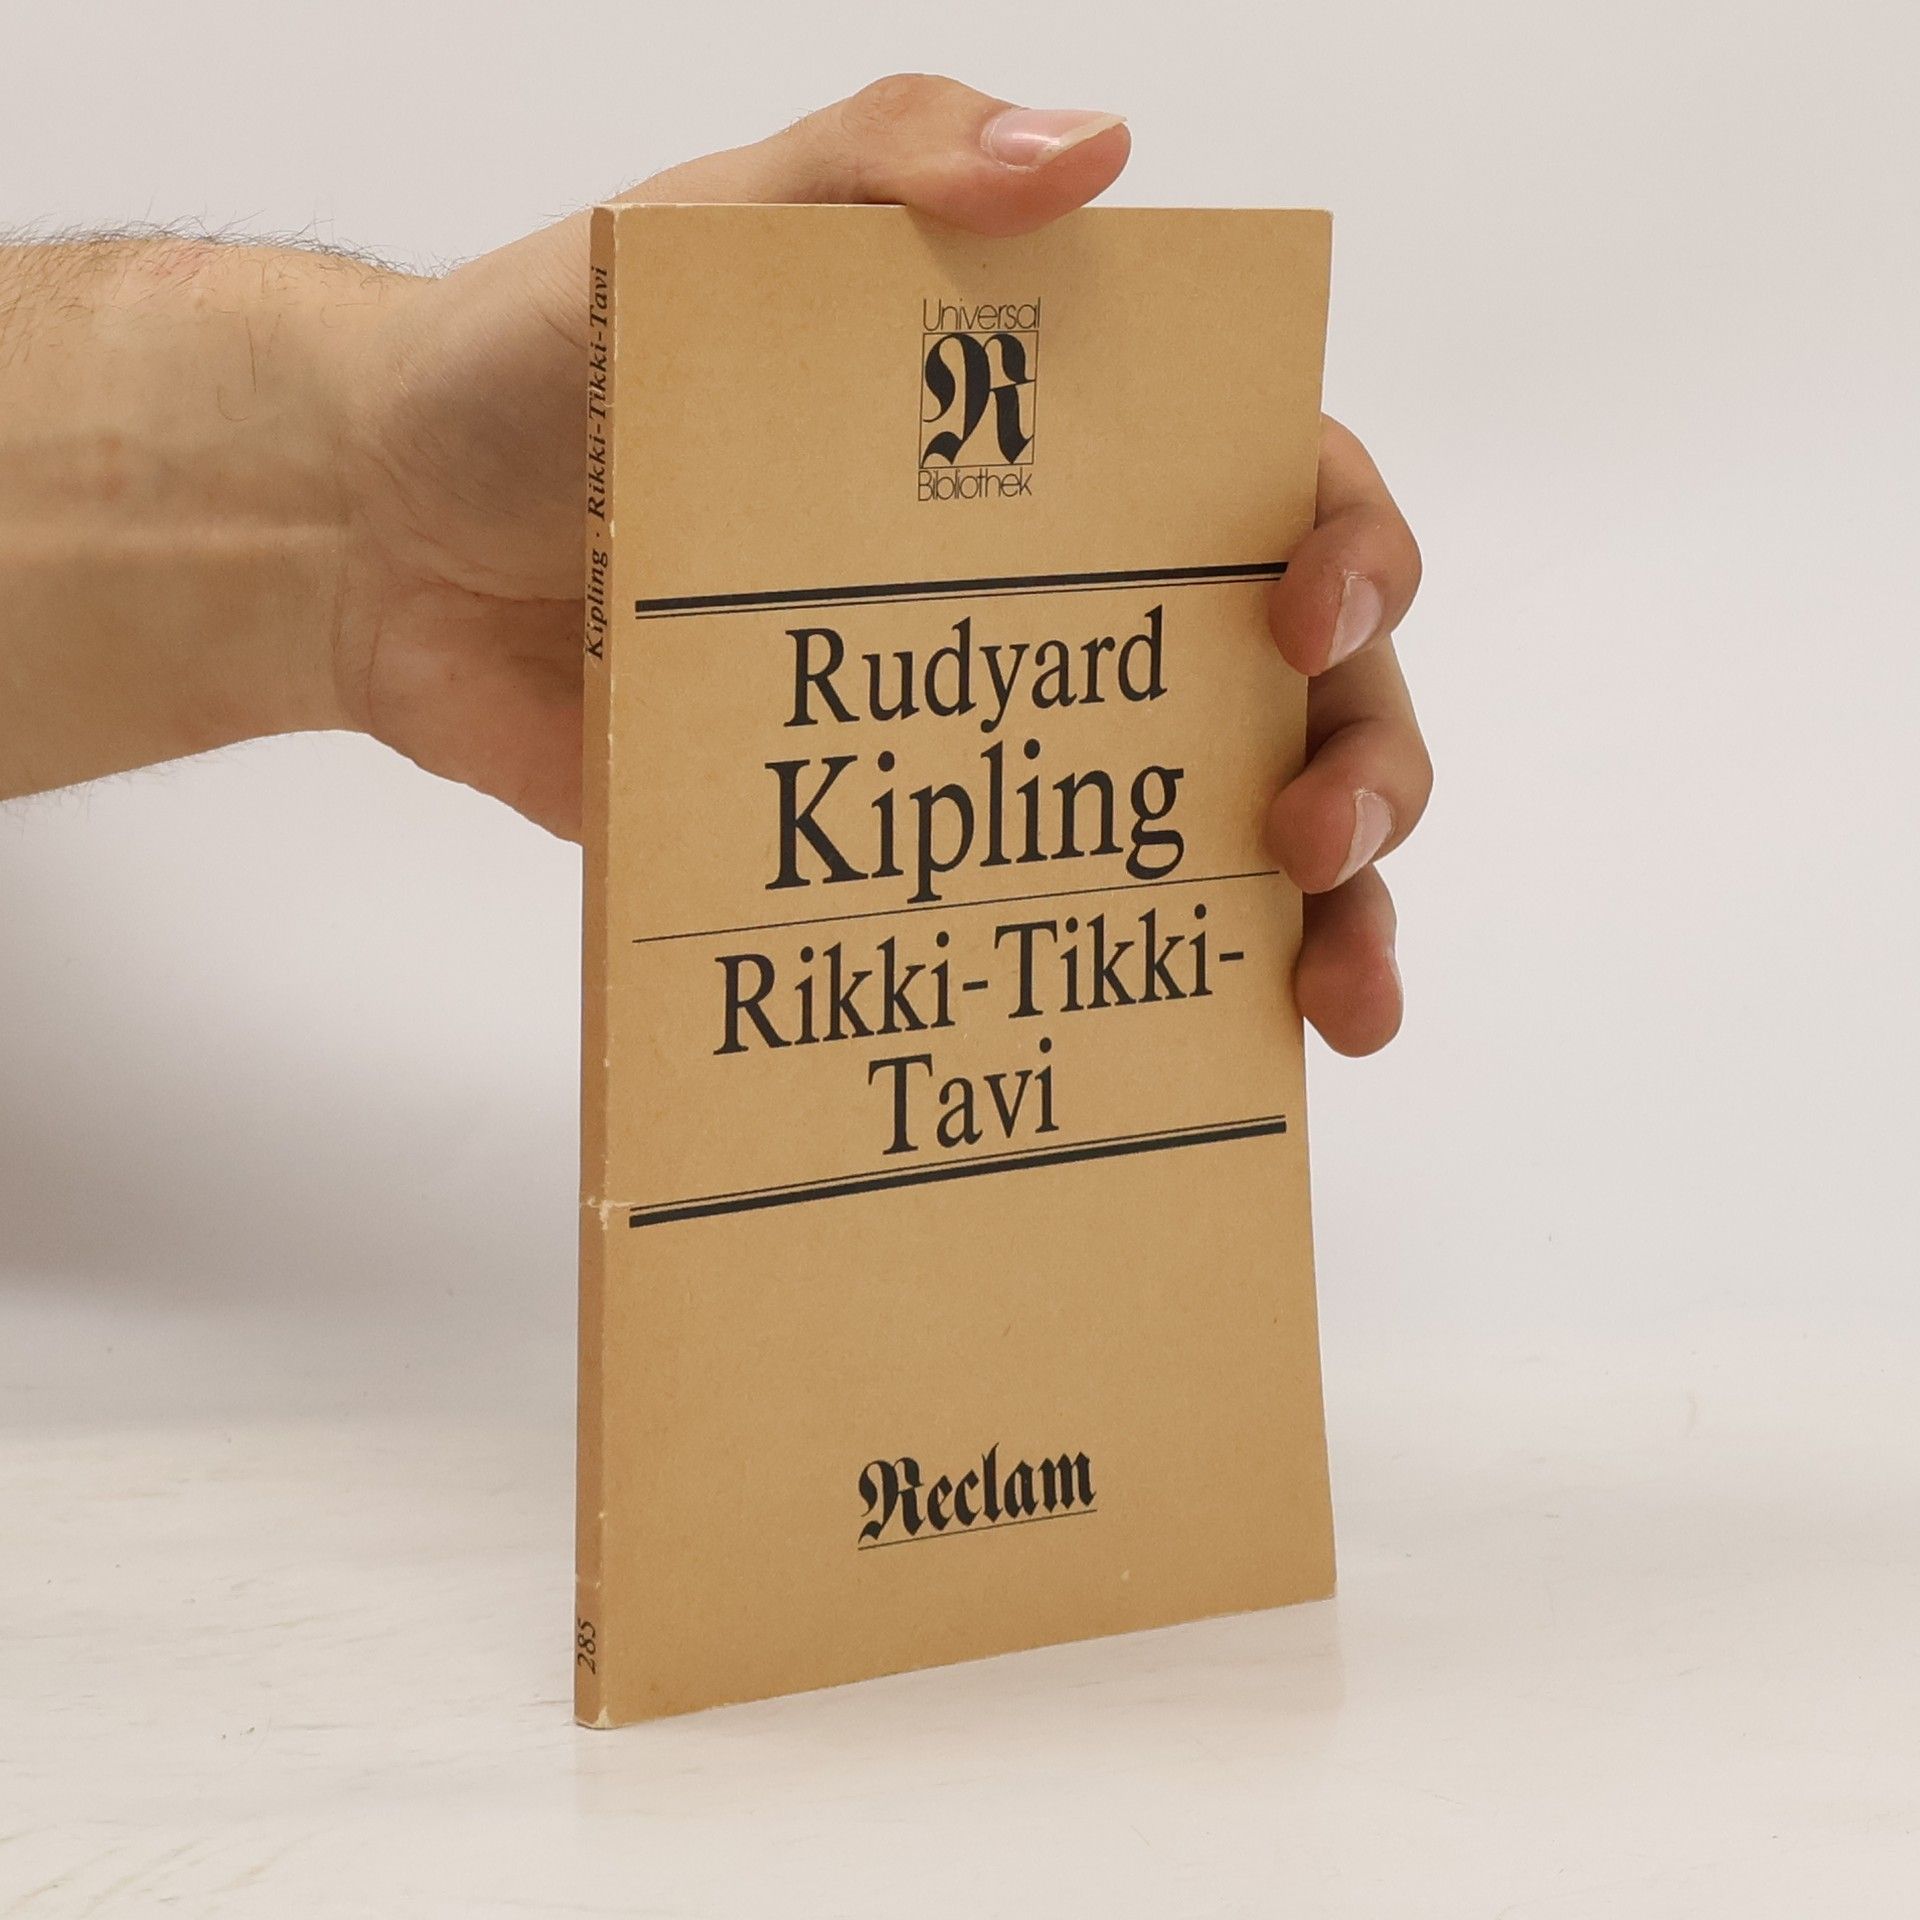 Kipling · Rikki-Tikki-Tavi
285
Universal
R
Bibliothek
Rudyard
Kipling
Rikki-Tikki-
Tavi
Reclam